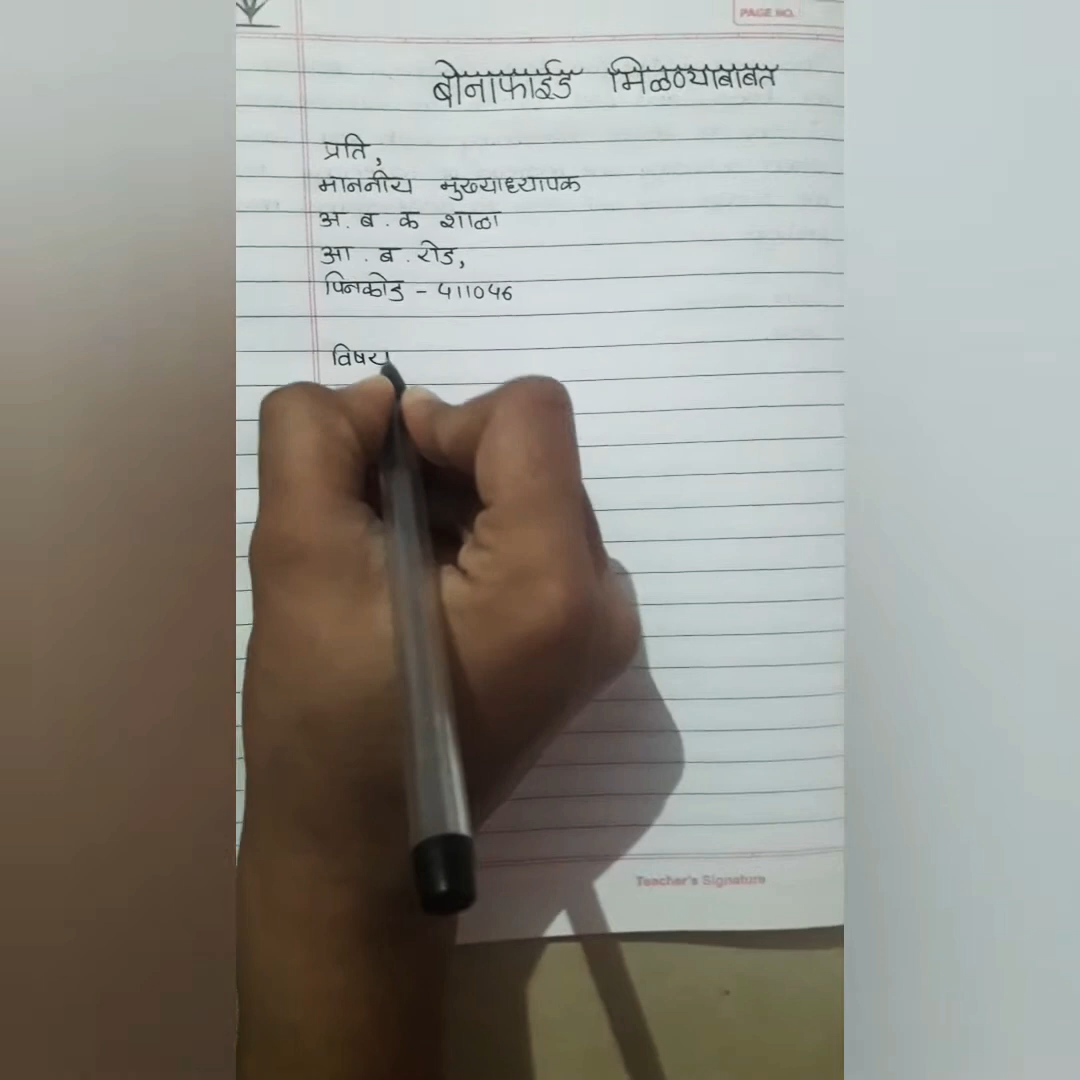 PAGE NO.
बोनाफाईड मिळण्याबाबत
प्रति,
माननीय मुख्याध्यापक
अ. ब. क शाळा
आ. ब. रोड,
पिनकोड - ५११०५६
विषय
Teacher's Signature